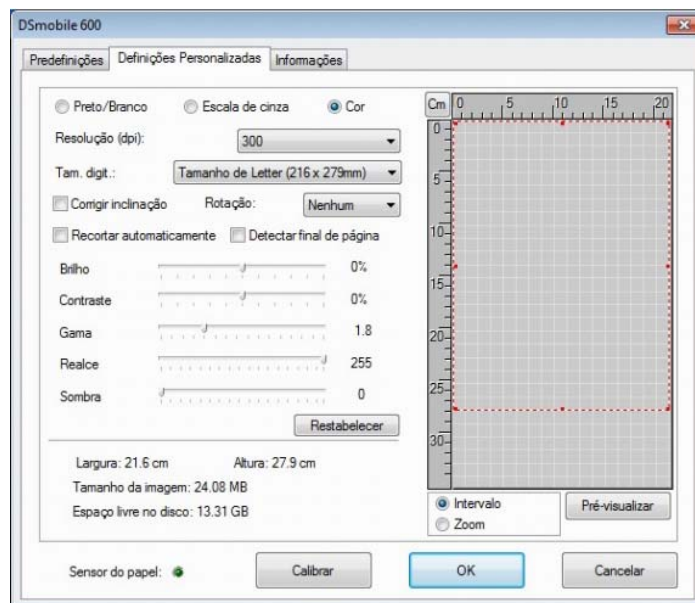 DSmobile 600
Predefinições Definições Personalizadas Informações
Preto/Branco Escala de cinza Cor
Resolução (dpi): 300
Tam. digit.: Tamanho de Letter (216 x 279mm)
Corrigir inclinação Rotação: Nenhum
Recortar automaticamente Detectar final de página
Brilho 0%
Contraste 0%
Gama 1.8
Realce 255
Sombra 0
Restabelecer
Largura: 21.6 cm Altura: 27.9 cm
Tamanho da imagem: 24.08 MB
Espaço livre no disco: 13.31 GB
Cm 0 5 10 15 20
0
5
10
15
20
25
30
Intervalo
Zoom
Pré-visualizar
Sensor do papel: Calibrar OK Cancelar